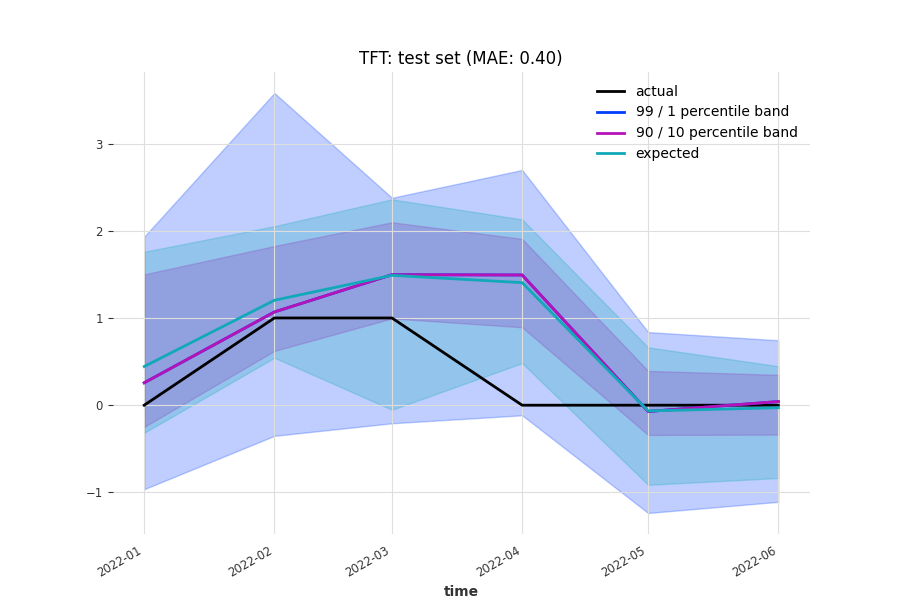 TFT: test set (MAE: 0.40)
actual
99 / 1 percentile band
90 / 10 percentile band
expected
3
2
1
0
−1
2022-01
2022-02
2022-03
2022-04
2022-05
2022-06
time